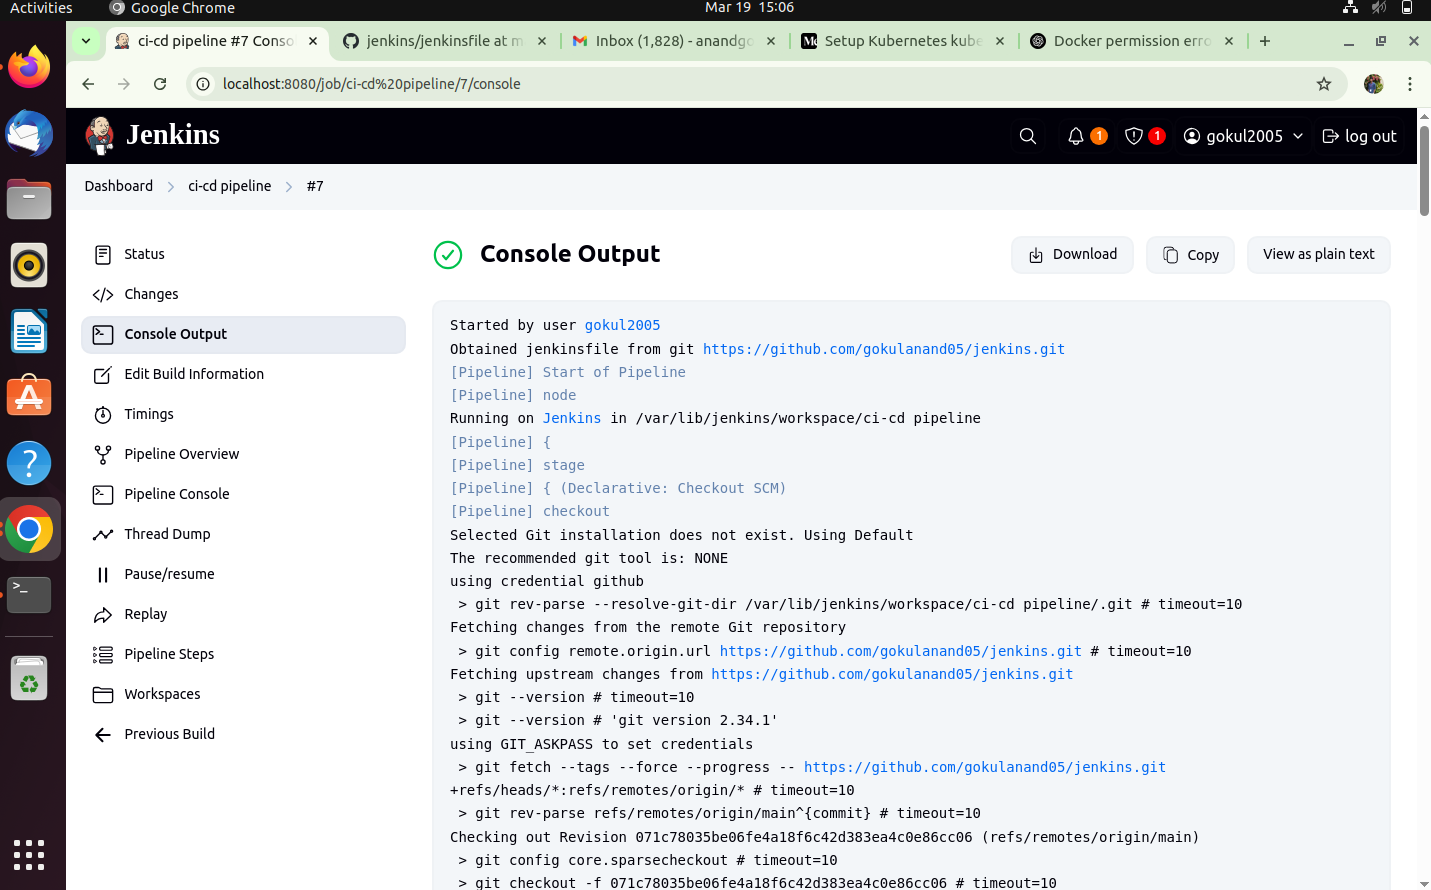 Activities
Google Chrome
Mar 19 15:06
ci-cd pipeline #7 Conso
jenkins/jenkinsfile at m
Inbox (1,828) - anandgo
Setup Kubernetes kube
Docker permission erro
localhost:8080/job/ci-cd%20pipeline/7/console
Jenkins
1
1
gokul2005
log out
Dashboard
ci-cd pipeline
#7
Status
Changes
Console Output
Edit Build Information
Timings
Pipeline Overview
Pipeline Console
Thread Dump
Pause/resume
Replay
Pipeline Steps
Workspaces
Previous Build
Console Output
Download
Copy
View as plain text
Started by user gokul2005
Obtained jenkinsfile from git https://github.com/gokulanand05/jenkins.git
[Pipeline] Start of Pipeline
[Pipeline] node
Running on Jenkins in /var/lib/jenkins/workspace/ci-cd pipeline
[Pipeline] {
[Pipeline] stage
[Pipeline] { (Declarative: Checkout SCM)
[Pipeline] checkout
Selected Git installation does not exist. Using Default
The recommended git tool is: NONE
using credential github
> git rev-parse --resolve-git-dir /var/lib/jenkins/workspace/ci-cd pipeline/.git # timeout=10
Fetching changes from the remote Git repository
> git config remote.origin.url https://github.com/gokulanand05/jenkins.git # timeout=10
Fetching upstream changes from https://github.com/gokulanand05/jenkins.git
> git --version # timeout=10
> git --version # 'git version 2.34.1'
using GIT_ASKPASS to set credentials
> git fetch --tags --force --progress -- https://github.com/gokulanand05/jenkins.git
+refs/heads/*:refs/remotes/origin/* # timeout=10
> git rev-parse refs/remotes/origin/main^{commit} # timeout=10
Checking out Revision 071c78035be06fe4a18f6c42d383ea4c0e86cc06 (refs/remotes/origin/main)
> git config core.sparsecheckout # timeout=10
> git checkout -f 071c78035be06fe4a18f6c42d383ea4c0e86cc06 # timeout=10